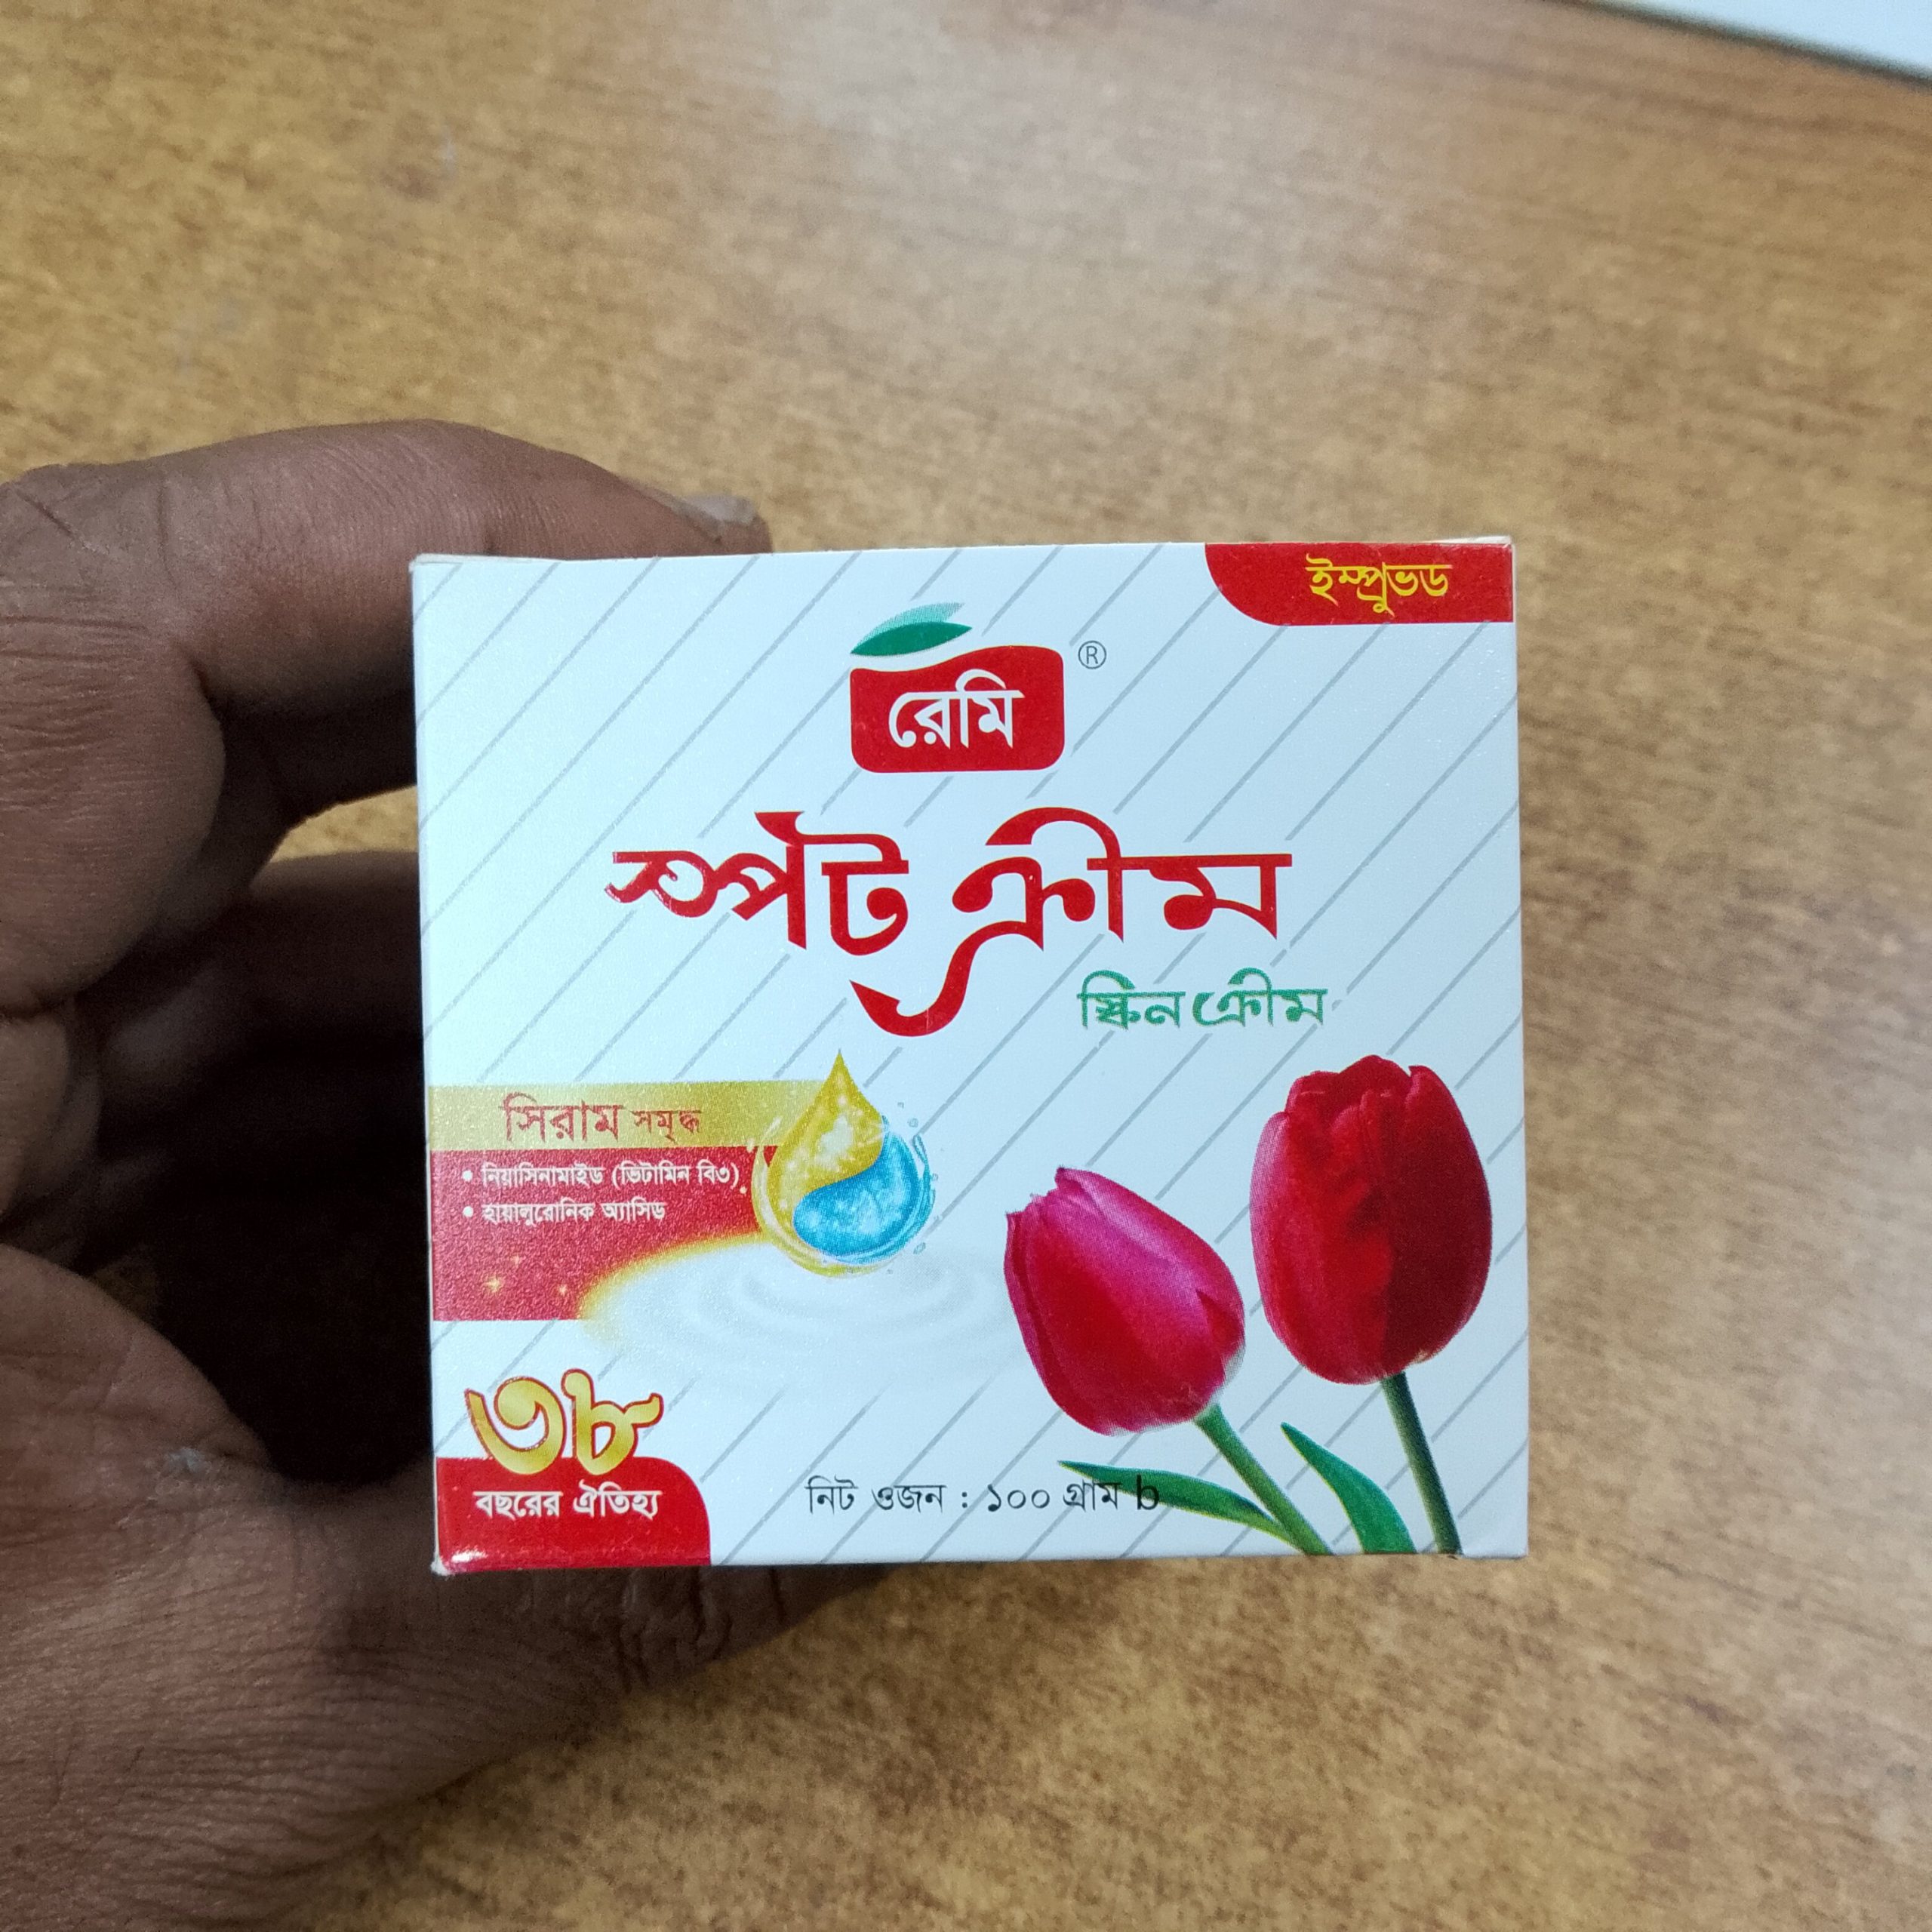 ইম্প্রুভড
রেমি ®
স্পট ক্রীম
স্কিন ক্রীম
সিরাম সমৃদ্ধ
• নিয়াসিনামাইড (ভিটামিন বি৩)
• হায়ালুরোনিক অ্যাসিড
৩৮
বছরের ঐতিহ্য
নিট ওজন : ১০০ গ্রাম b